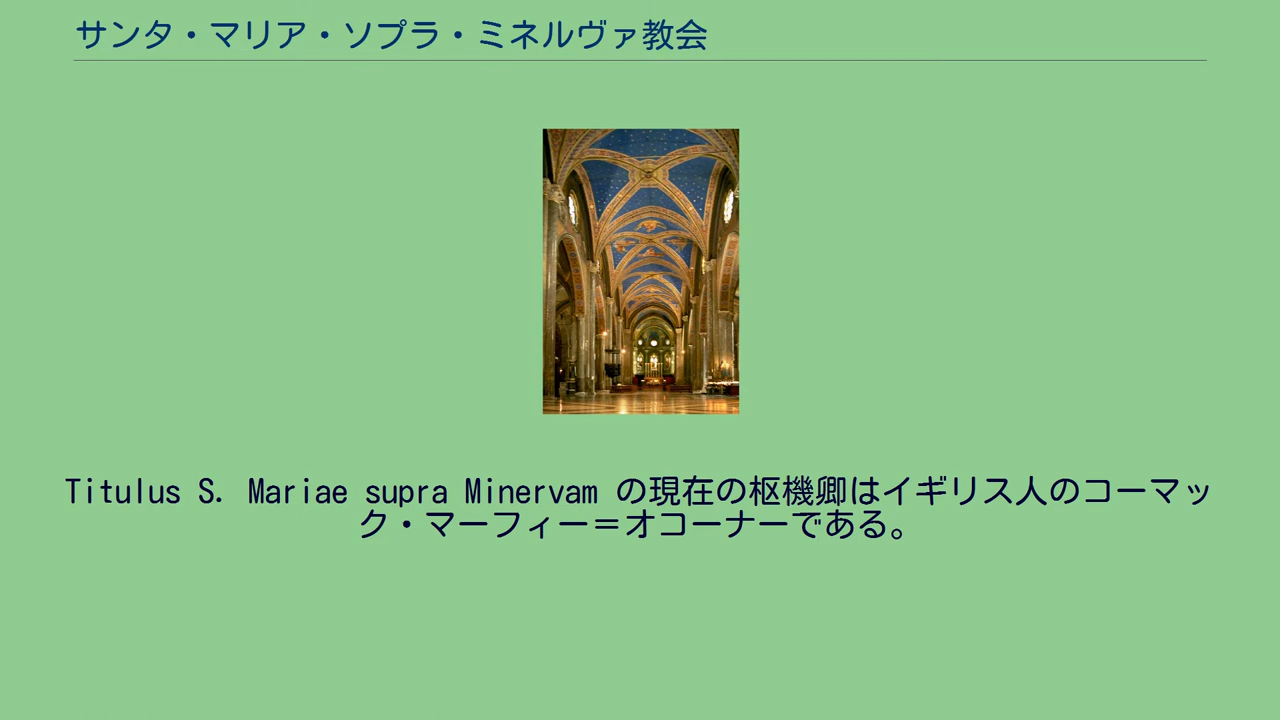 サンタ・マリア・ソプラ・ミネルヴァ教会
Titulus S. Mariae supra Minervam の現在の枢機卿はイギリス人のコーマッ
ク・マーフィー＝オコーナーである。